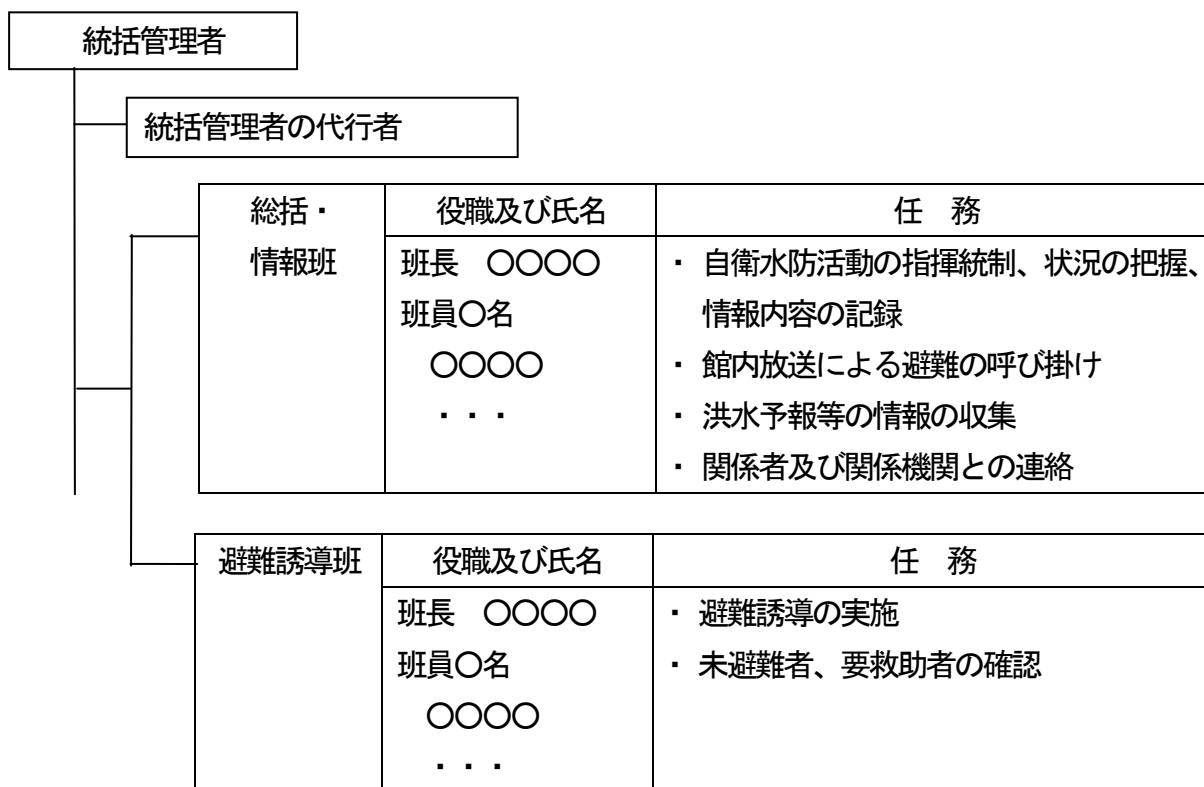 統括管理者
統括管理者の代行者
総括・
情報班
役職及び氏名
任 務
班長 〇〇〇〇
班員〇名
〇〇〇〇
・・・
・ 自衛水防活動の指揮統制、状況の把握、
情報内容の記録
・ 館内放送による避難の呼び掛け
・ 洪水予報等の情報の収集
・ 関係者及び関係機関との連絡
避難誘導班
役職及び氏名
任 務
班長 〇〇〇〇
班員〇名
〇〇〇〇
・・・
・ 避難誘導の実施
・ 未避難者、要救助者の確認